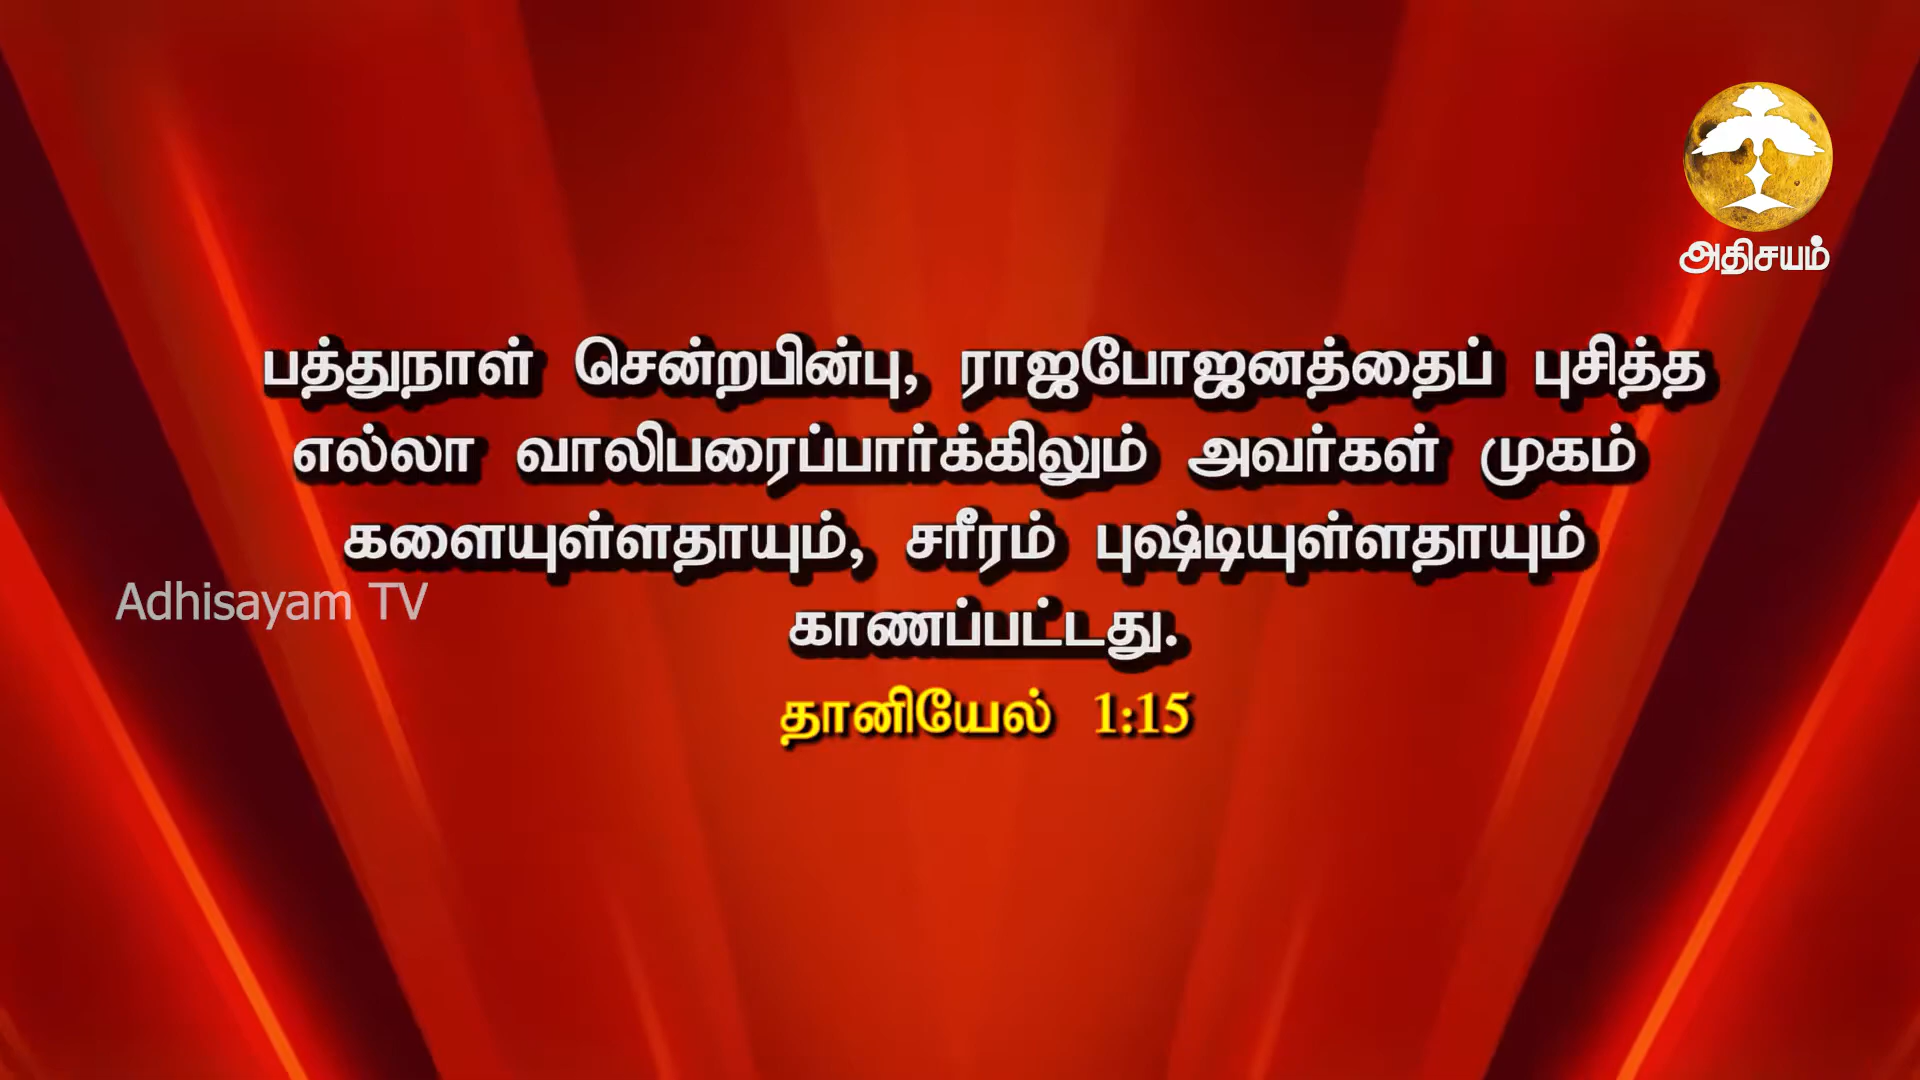 அதிசயம்
பத்துநாள் சென்றபின்பு, ராஜபோஜனத்தைப் புசித்த
எல்லா வாலிபரைப்பார்க்கிலும் அவர்கள் முகம்
களையுள்ளதாயும், சரீரம் புஷ்டியுள்ளதாயும்
Adhisayam TV
காணப்பட்டது.
தானியேல் 1:15